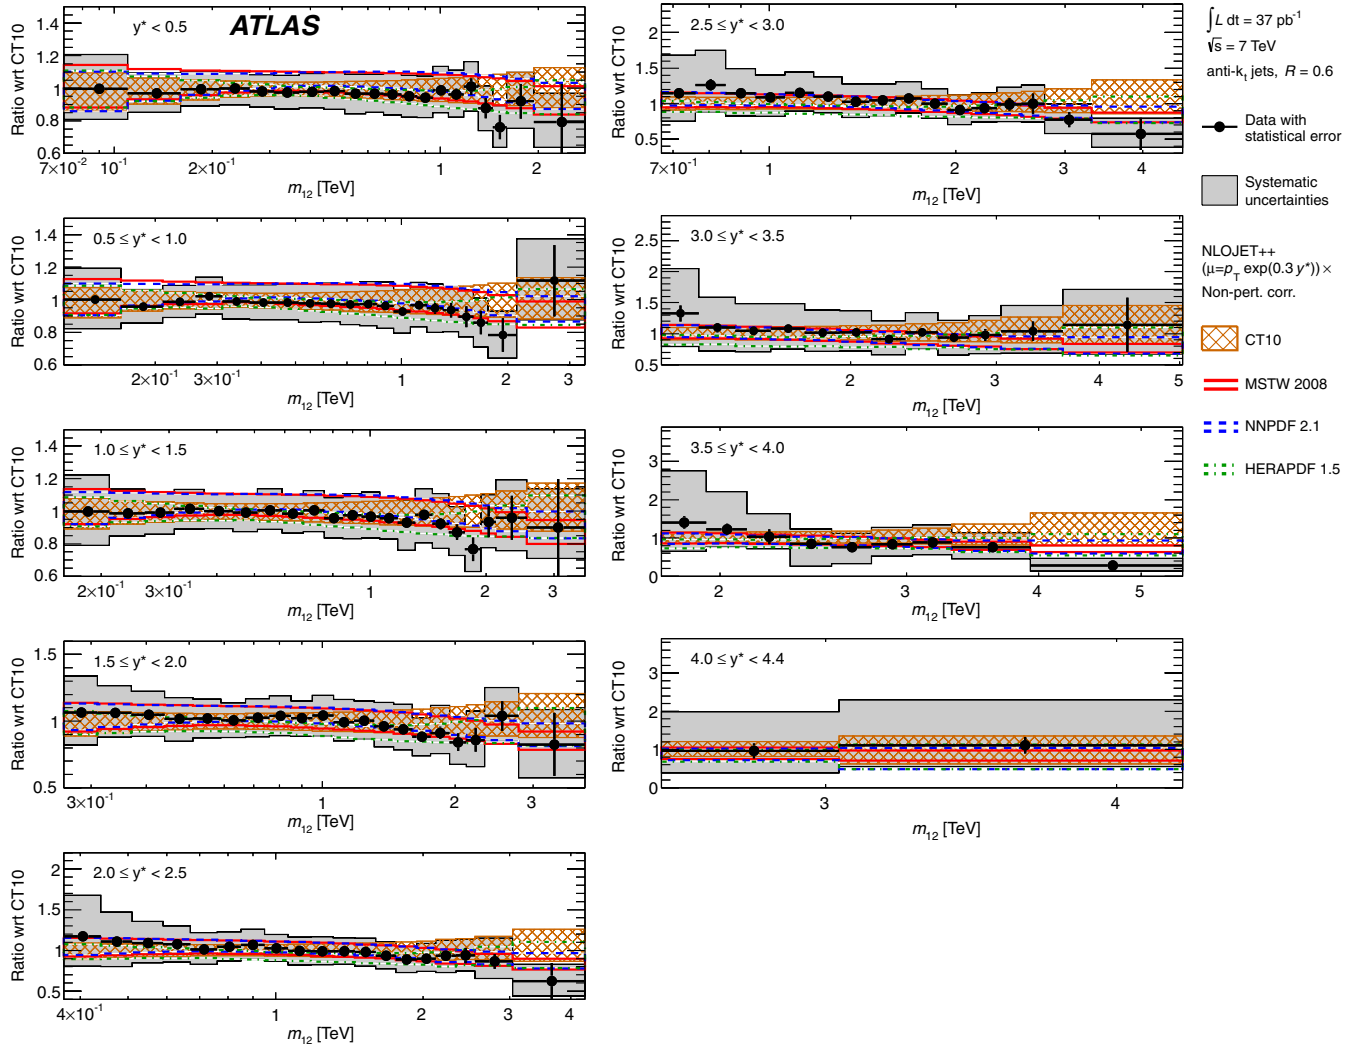 y* < 0.5
ATLAS
Ratio wrt CT10
1.4
1.2
1
0.8
0.6
7×10⁻² 10⁻¹ 2×10⁻¹ 1 2
m₁₂ [TeV]
0.5 ≤ y* < 1.0
Ratio wrt CT10
1.4
1.2
1
0.8
0.6
2×10⁻¹ 3×10⁻¹ 1 2 3
m₁₂ [TeV]
1.0 ≤ y* < 1.5
Ratio wrt CT10
1.4
1.2
1
0.8
0.6
2×10⁻¹ 3×10⁻¹ 1 2 3
m₁₂ [TeV]
1.5 ≤ y* < 2.0
Ratio wrt CT10
1.5
1
0.5
3×10⁻¹ 1 2 3
m₁₂ [TeV]
2.0 ≤ y* < 2.5
Ratio wrt CT10
2
1.5
1
0.5
4×10⁻¹ 1 2 3 4
m₁₂ [TeV]
2.5 ≤ y* < 3.0
Ratio wrt CT10
2
1.5
1
0.5
7×10⁻¹ 1 2 3 4
m₁₂ [TeV]
3.0 ≤ y* < 3.5
Ratio wrt CT10
2.5
2
1.5
1
0.5
2 3 4 5
m₁₂ [TeV]
3.5 ≤ y* < 4.0
Ratio wrt CT10
3
2
1
0
2 3 4 5
m₁₂ [TeV]
4.0 ≤ y* < 4.4
Ratio wrt CT10
3
2
1
0
3 4
m₁₂ [TeV]
∫L dt = 37 pb⁻¹
√s = 7 TeV
anti-kₜ jets, R = 0.6
Data with
statistical error
Systematic
uncertainties
NLOJET++
(μ=p_T exp(0.3 y*)) ×
Non-pert. corr.
CT10
MSTW 2008
NNPDF 2.1
HERAPDF 1.5